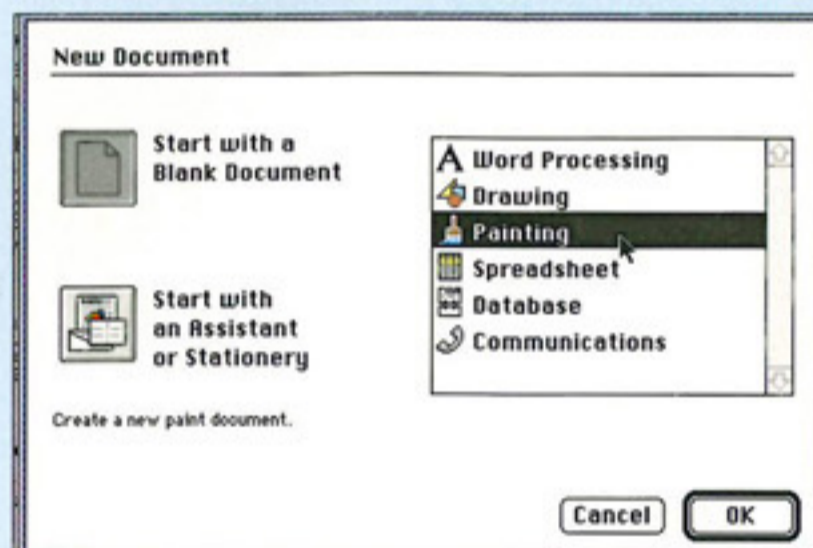 New Document
Start with a
Blank Document
Start with
an Assistant
or Stationery
Create a new paint document.
Word Processing
Drawing
Painting
Spreadsheet
Database
Communications
Cancel
OK